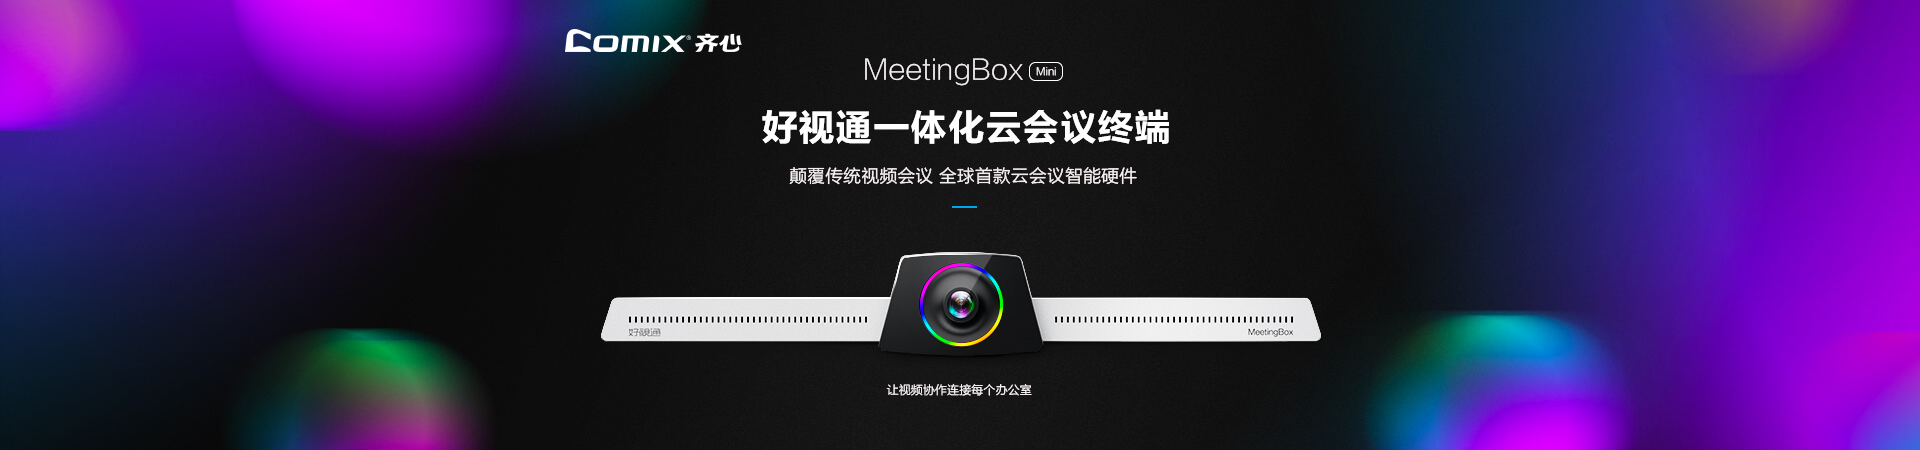 COMIX® 齐心
MeetingBox Mini
好视通一体化云会议终端
颠覆传统视频会议 全球首款云会议智能硬件
好視通
MeetingBox
让视频协作连接每个办公室